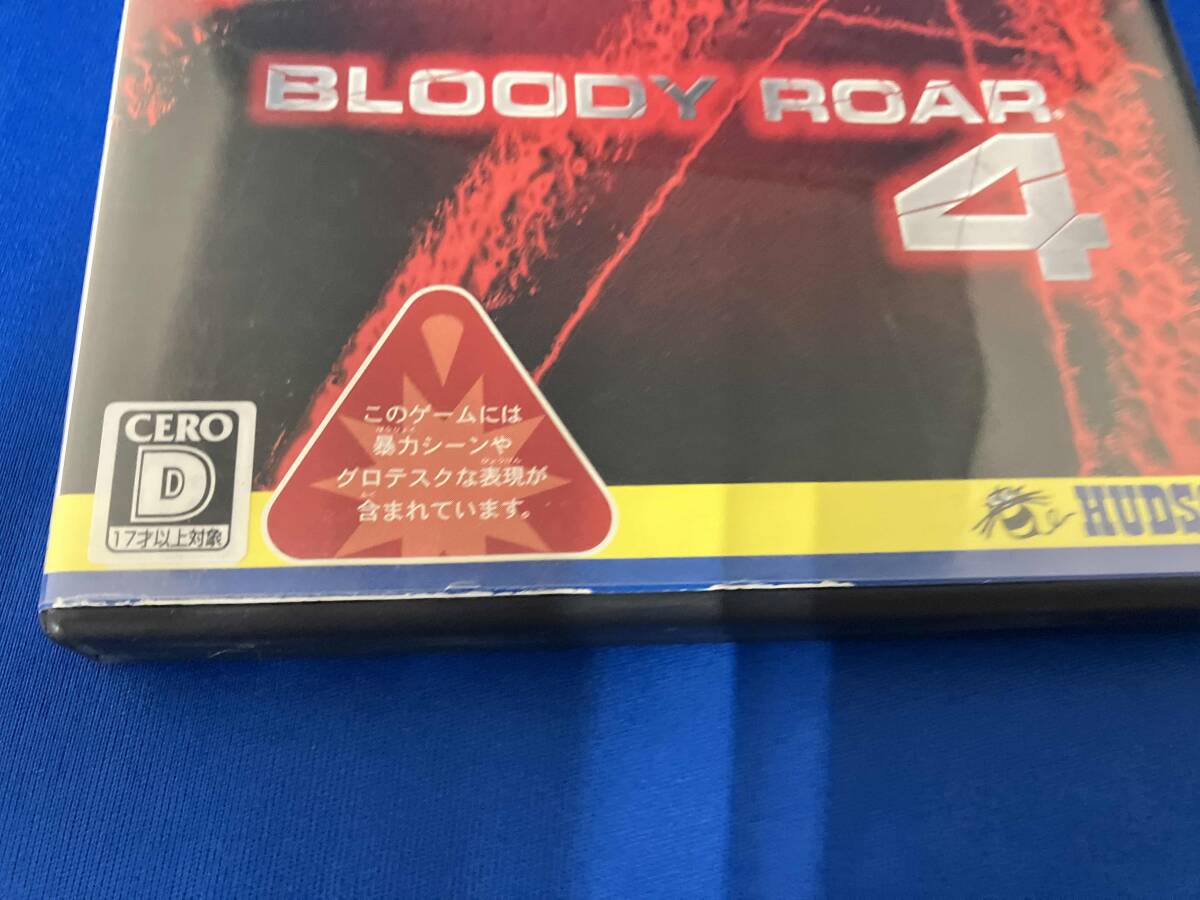 BLOODY ROAR
4
このゲームには
ぼうりょく
暴力シーンや
ひょうげん
グロテスクな表現が
ふく
含まれています。
CERO
D
17才以上対象
HUDS